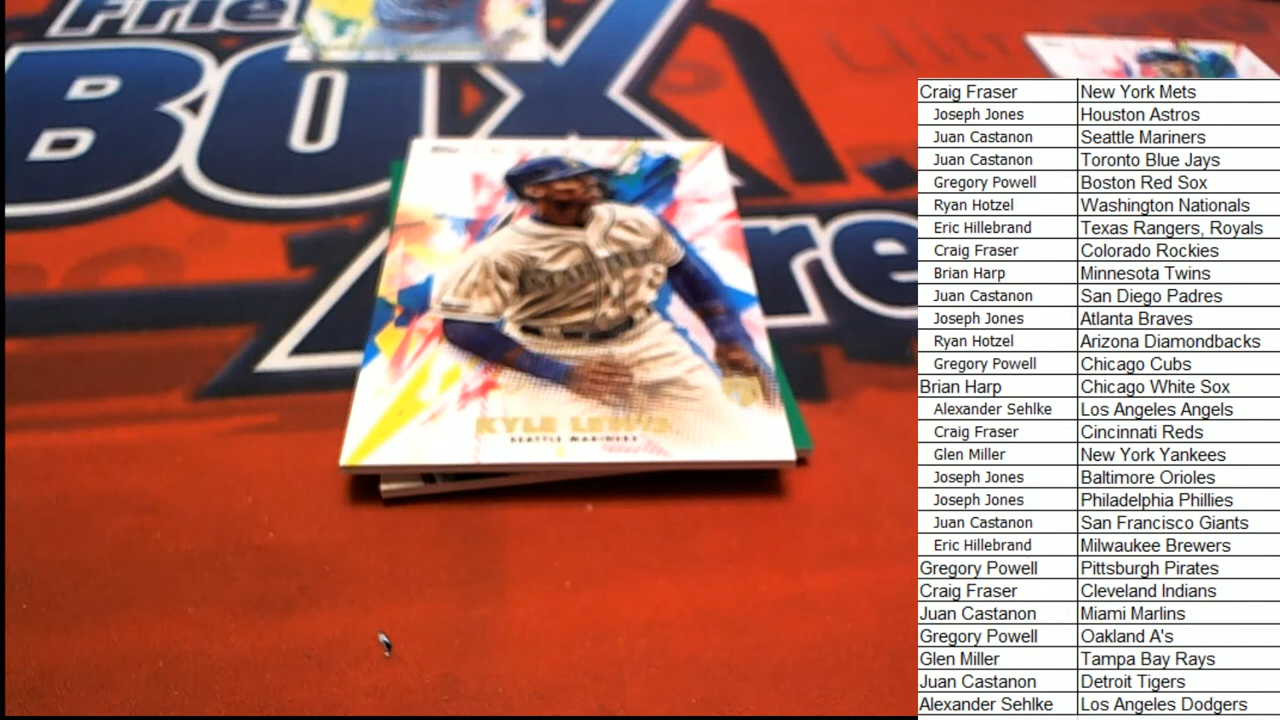 Frie
BOX
re
KYLE LEWIS
SEATTLE MARINERS
Craig Fraser New York Mets
Joseph Jones Houston Astros
Juan Castanon Seattle Mariners
Juan Castanon Toronto Blue Jays
Gregory Powell Boston Red Sox
Ryan Hotzel Washington Nationals
Eric Hillebrand Texas Rangers, Royals
Craig Fraser Colorado Rockies
Brian Harp Minnesota Twins
Juan Castanon San Diego Padres
Joseph Jones Atlanta Braves
Ryan Hotzel Arizona Diamondbacks
Gregory Powell Chicago Cubs
Brian Harp Chicago White Sox
Alexander Sehlke Los Angeles Angels
Craig Fraser Cincinnati Reds
Glen Miller New York Yankees
Joseph Jones Baltimore Orioles
Joseph Jones Philadelphia Phillies
Juan Castanon San Francisco Giants
Eric Hillebrand Milwaukee Brewers
Gregory Powell Pittsburgh Pirates
Craig Fraser Cleveland Indians
Juan Castanon Miami Marlins
Gregory Powell Oakland A's
Glen Miller Tampa Bay Rays
Juan Castanon Detroit Tigers
Alexander Sehlke Los Angeles Dodgers